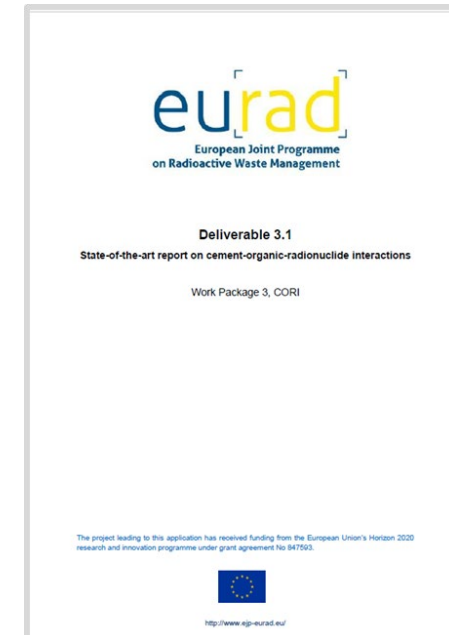 eurad
European Joint Programme
on Radioactive Waste Management
Deliverable 3.1
State-of-the-art report on cement-organic-radionuclide interactions
Work Package 3, CORI
The project leading to this application has received funding from the European Union's Horizon 2020
research and innovation programme under grant agreement No 847593.
http://www.ejp-eurad.eu/